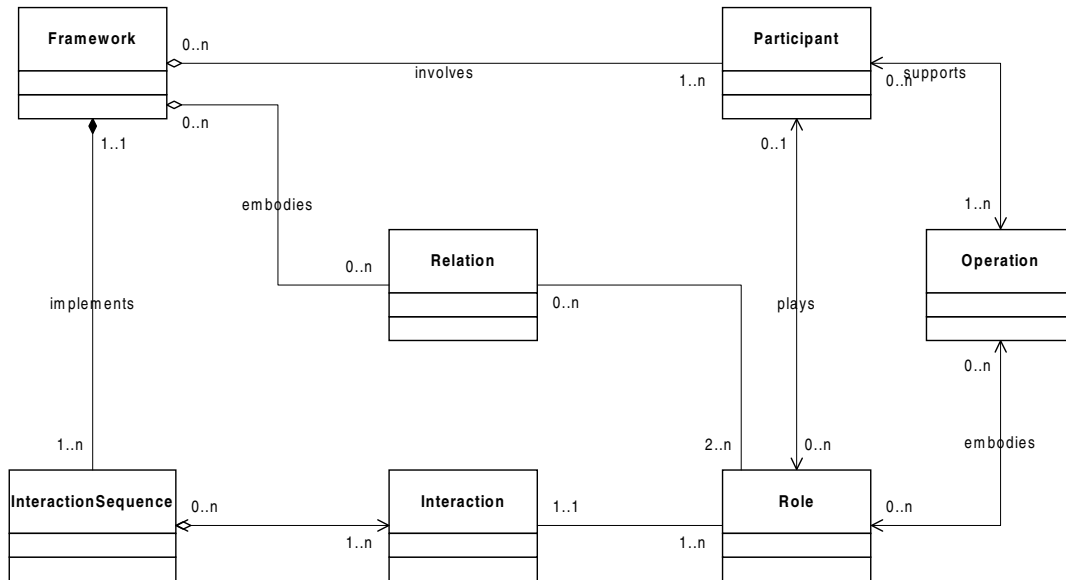 Framework
0..n
involves
1..n
Participant
0..n
supports
0..n
1..1
0..1
embodies
1..n
0..n
Relation
0..n
Operation
implements
plays
0..n
1..n
2..n
0..n
embodies
InteractionSequence
0..n
1..n
Interaction
1..1
1..n
Role
0..n